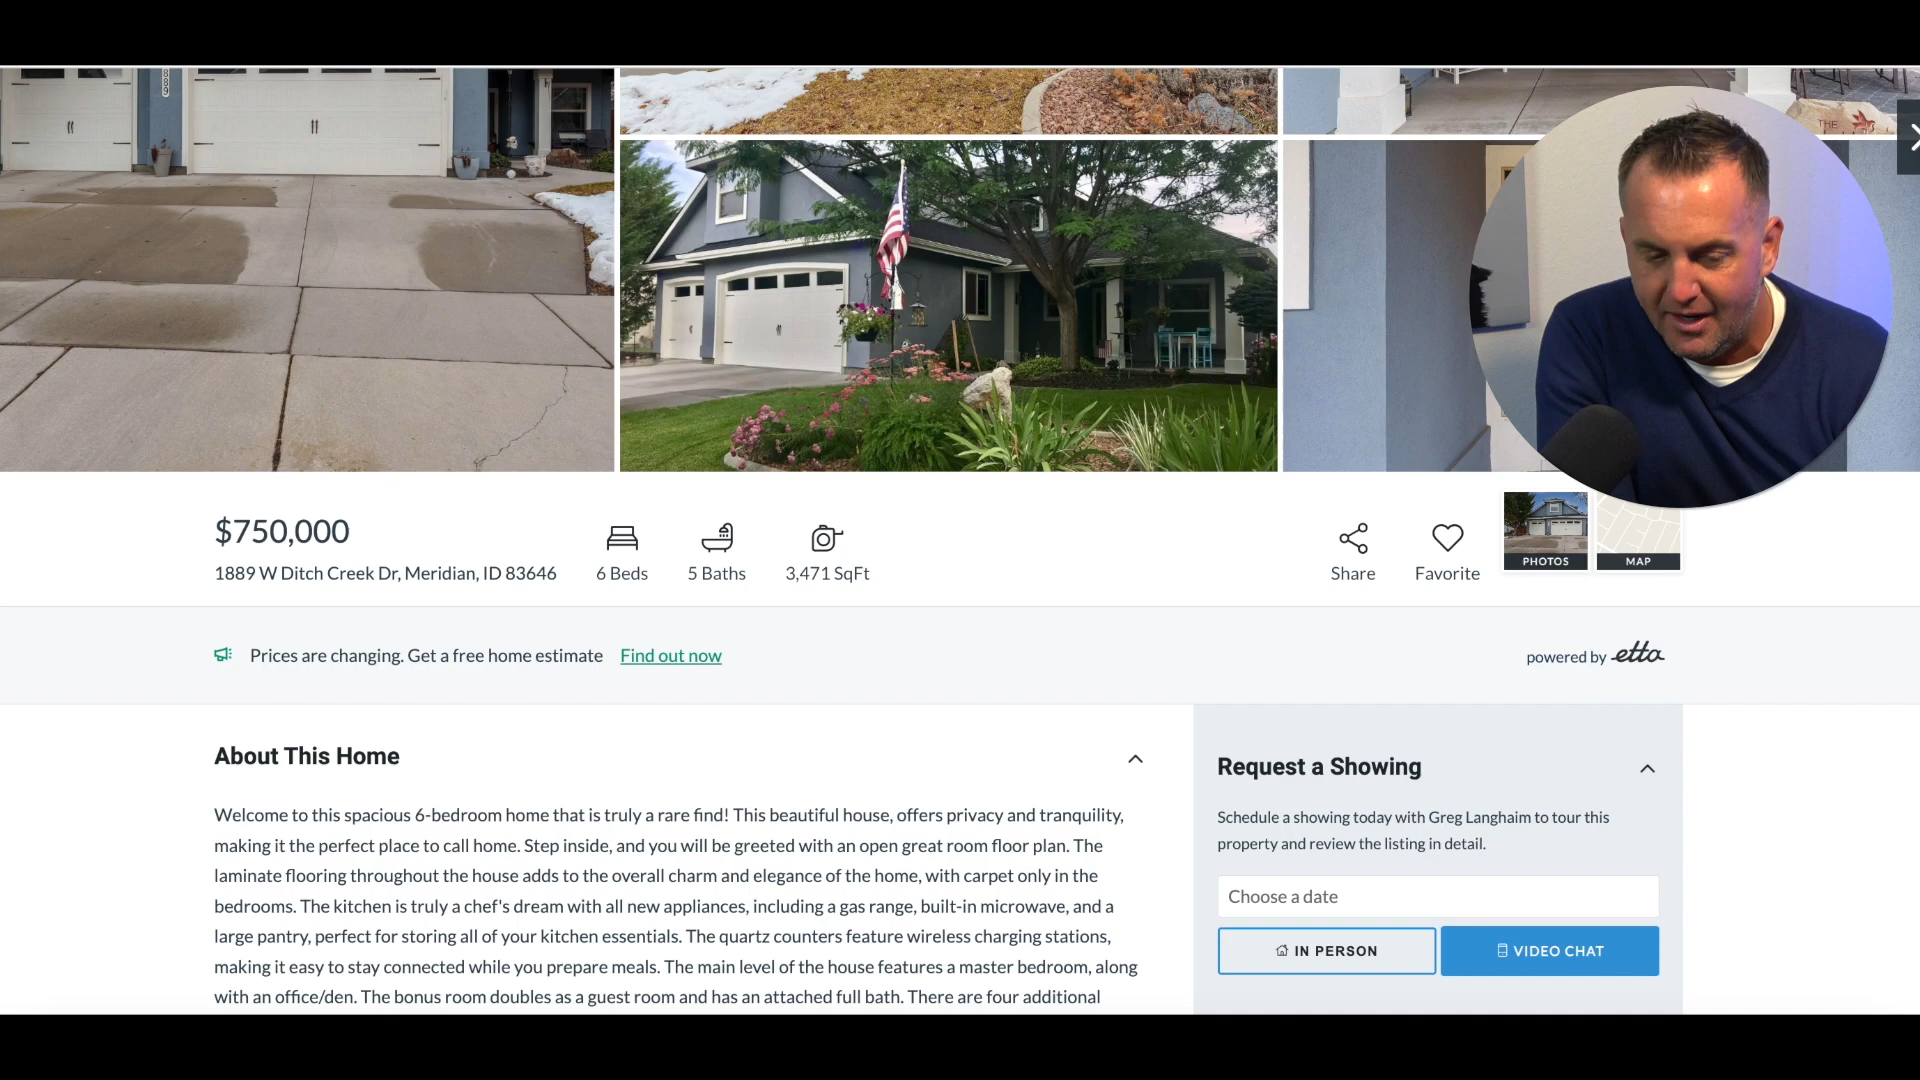 889
THE
$750,000
1889 W Ditch Creek Dr, Meridian, ID 83646
6 Beds
5 Baths
3,471 SqFt
Share
Favorite
PHOTOS
MAP
Prices are changing. Get a free home estimate Find out now
powered by etta
About This Home
Welcome to this spacious 6-bedroom home that is truly a rare find! This beautiful house, offers privacy and tranquility,
making it the perfect place to call home. Step inside, and you will be greeted with an open great room floor plan. The
laminate flooring throughout the house adds to the overall charm and elegance of the home, with carpet only in the
bedrooms. The kitchen is truly a chef's dream with all new appliances, including a gas range, built-in microwave, and a
large pantry, perfect for storing all of your kitchen essentials. The quartz counters feature wireless charging stations,
making it easy to stay connected while you prepare meals. The main level of the house features a master bedroom, along
with an office/den. The bonus room doubles as a guest room and has an attached full bath. There are four additional
Request a Showing
Schedule a showing today with Greg Langhaim to tour this
property and review the listing in detail.
Choose a date
IN PERSON
VIDEO CHAT